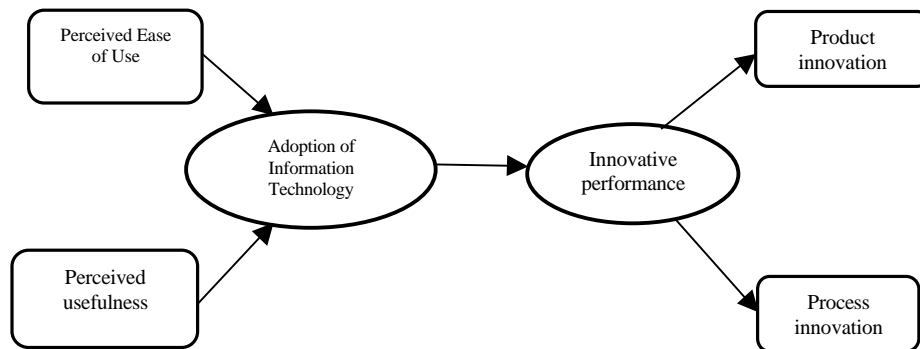 Perceived Ease
of Use
Product
innovation
Adoption of
Information
Technology
Innovative
performance
Perceived
usefulness
Process
innovation